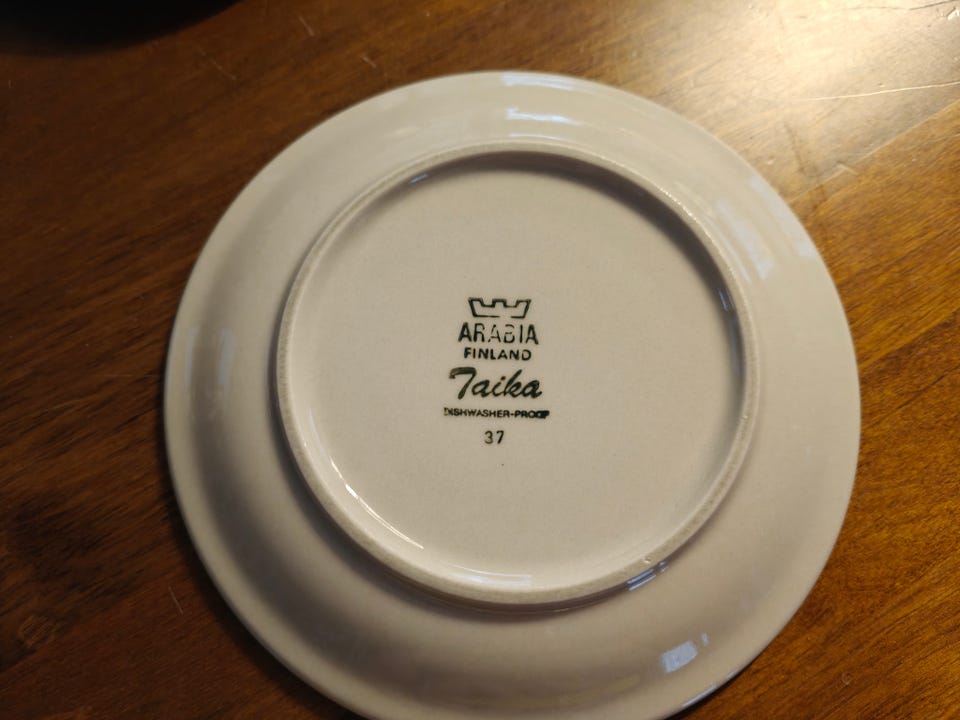 ARABIA
FINLAND
Taika
DISHWASHER-PROOF
37